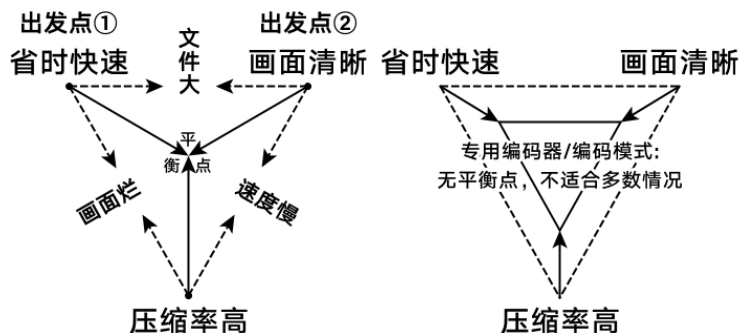 出发点①
出发点②
文件大
省时快速
画面清晰
平
衡点
画面烂
速度慢
压缩率高
省时快速
画面清晰
专用编码器/编码模式:
无平衡点，不适合多数情况
压缩率高